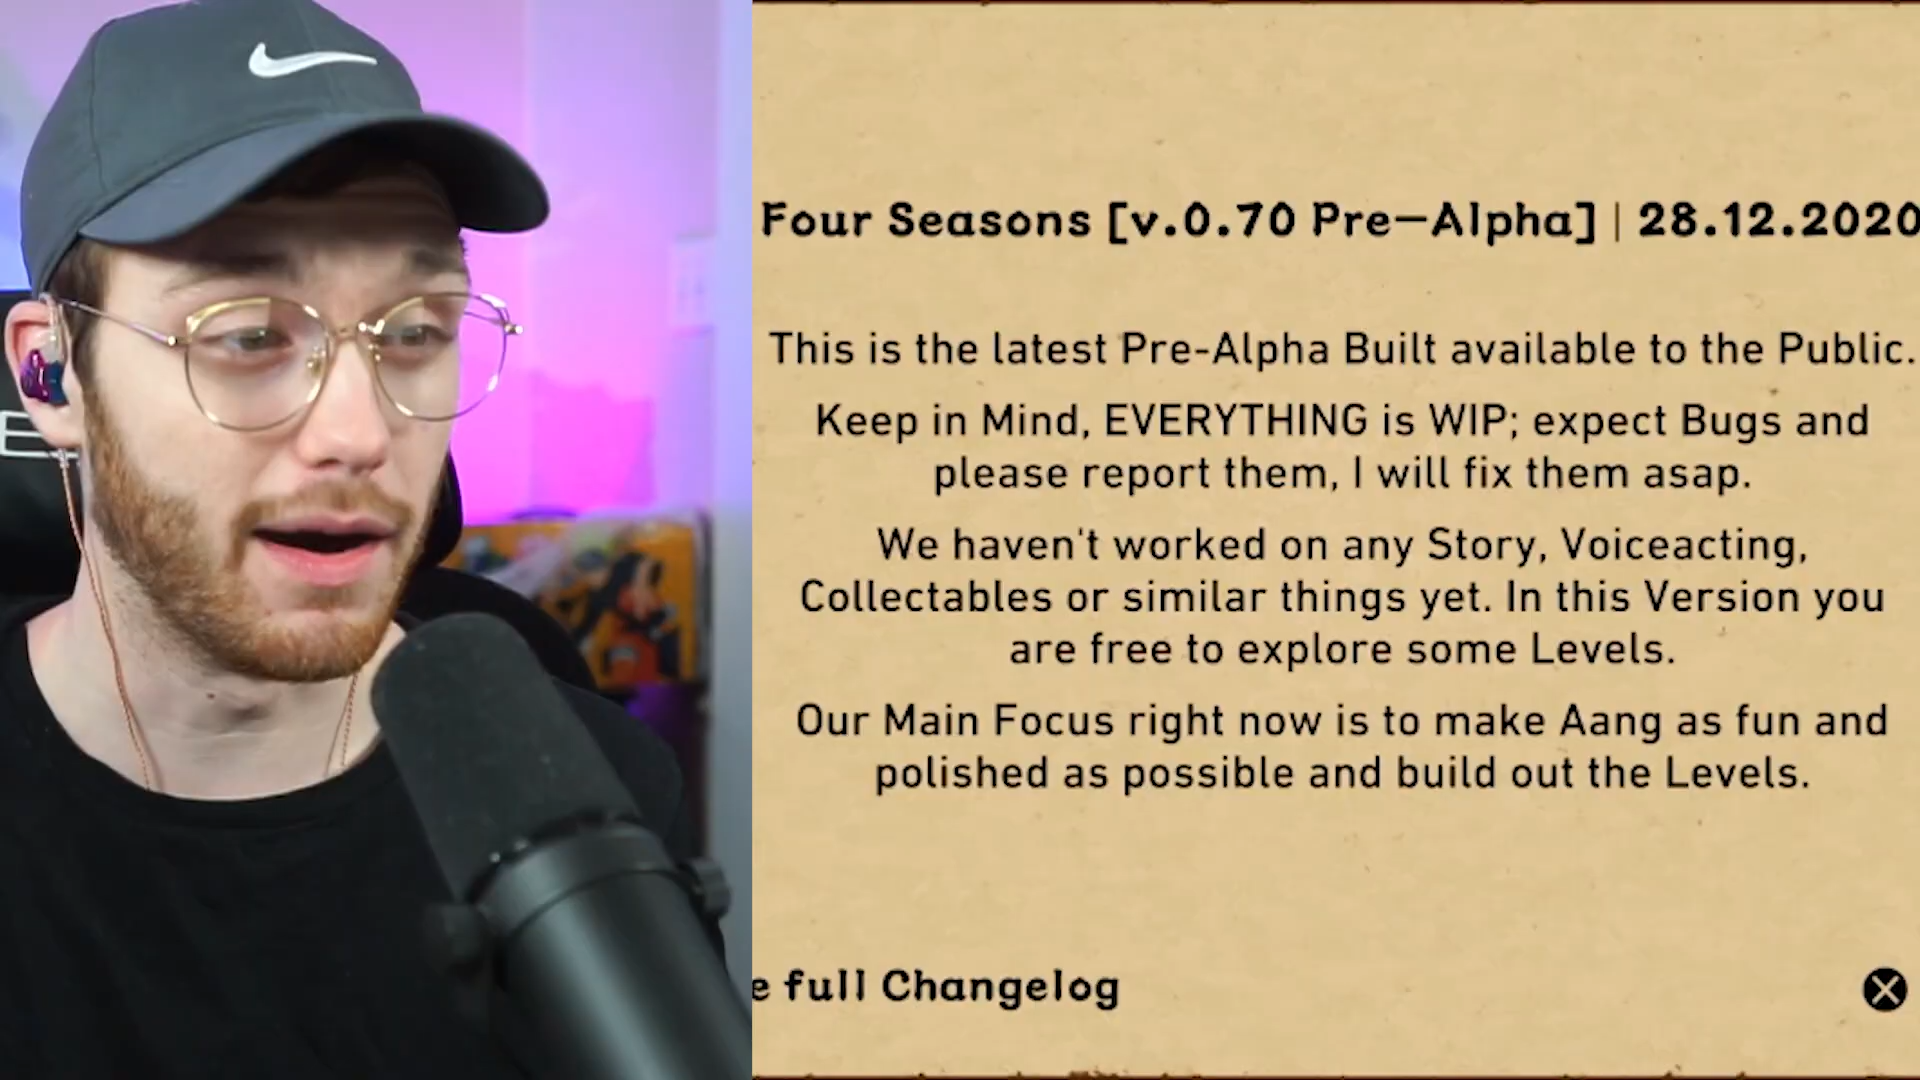 Four Seasons [v.0.70 Pre-Alpha] | 28.12.2020
This is the latest Pre-Alpha Built available to the Public.
Keep in Mind, EVERYTHING is WIP; expect Bugs and
please report them, I will fix them asap.
We haven't worked on any Story, Voiceacting,
Collectables or similar things yet. In this Version you
are free to explore some Levels.
Our Main Focus right now is to make Aang as fun and
polished as possible and build out the Levels.
e full Changelog